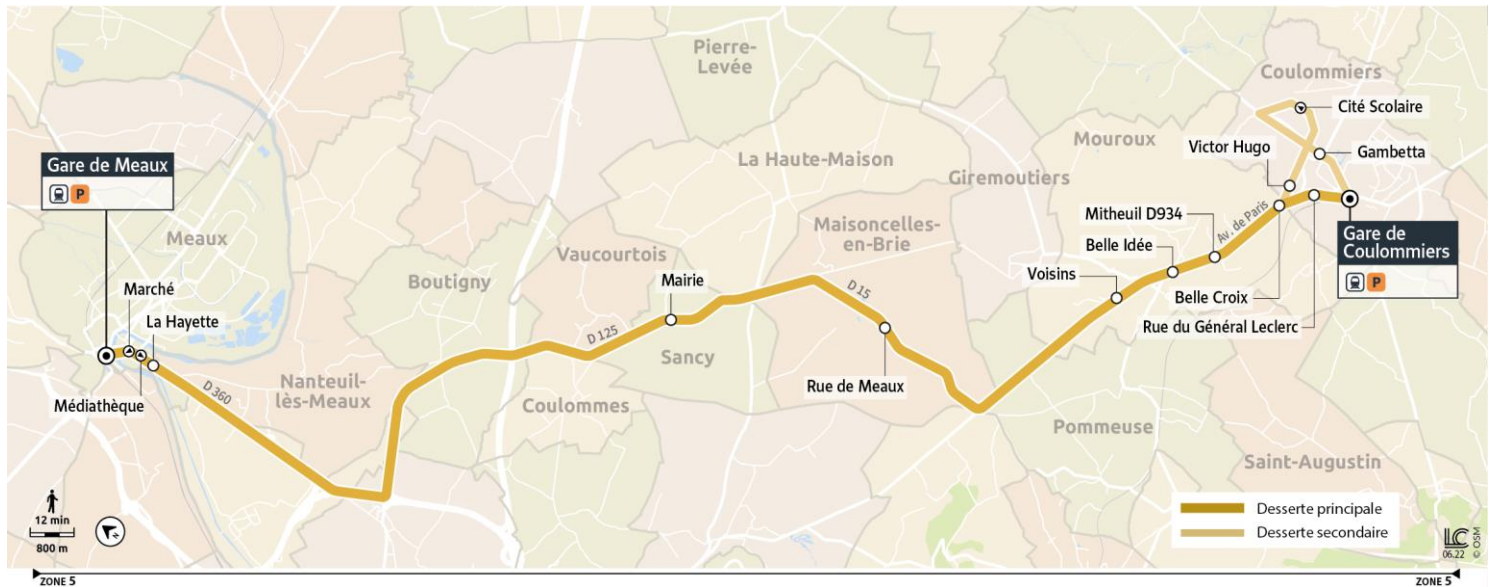 Pierre-
Levée
Coulommiers
Cité Scolaire
Mouroux
Victor Hugo
Gambetta
Gare de Meaux
P
La Haute-Maison
Giremoutiers
Meaux
Maisoncelles-
en-Brie
Mitheuil D934
Av. de Paris
Gare de
Coulommiers
P
Vaucourtois
Belle Idée
Boutigny
Mairie
Voisins
Marché
D 15
Belle Croix
La Hayette
D 125
Rue du Général Leclerc
Sancy
D 360
Nanteuil-
lès-Meaux
Rue de Meaux
Médiathèque
Coulommes
Pommeuse
Saint-Augustin
12 min
800 m
N
Desserte principale
Desserte secondaire
LC
06.22
© OSM
ZONE 5
ZONE 5